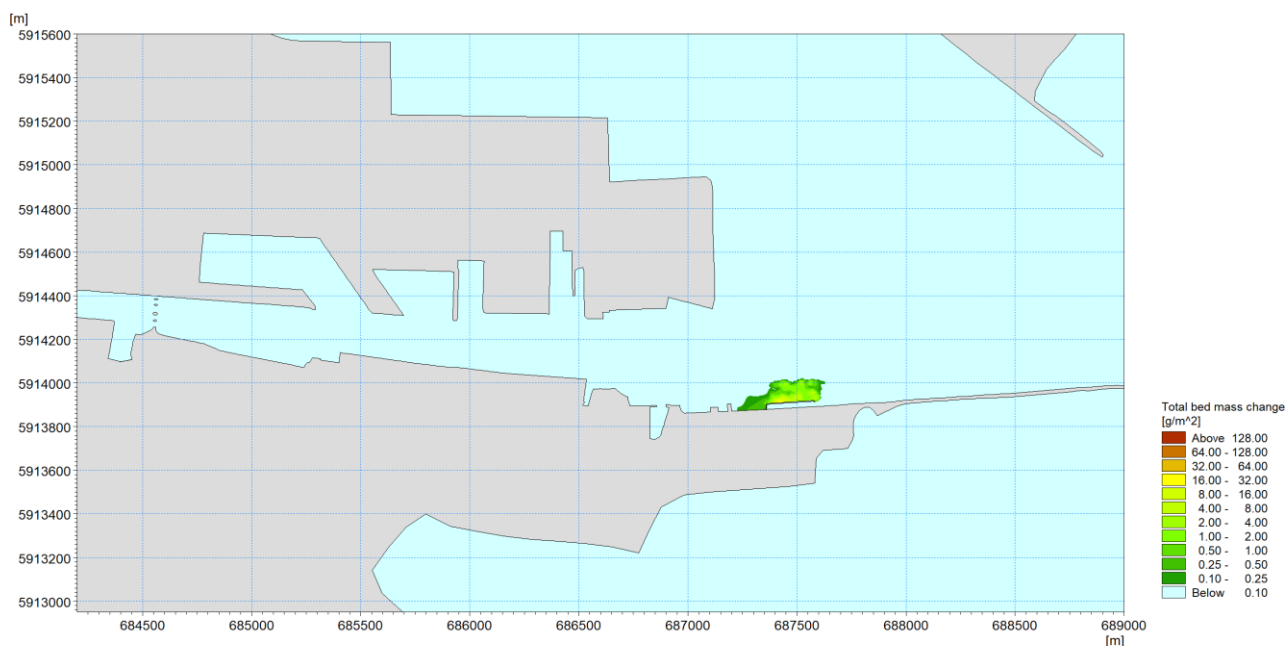 [m]
5915600
5915400
5915200
5915000
5914800
5914600
5914400
5914200
5914000
5913800
5913600
5913400
5913200
5913000
684500 685000 685500 686000 686500 687000 687500 688000 688500 689000
[m]
Total bed mass change
[g/m^2]
Above 128.00
64.00 - 128.00
32.00 - 64.00
16.00 - 32.00
8.00 - 16.00
4.00 - 8.00
2.00 - 4.00
1.00 - 2.00
0.50 - 1.00
0.25 - 0.50
0.10 - 0.25
Below 0.10